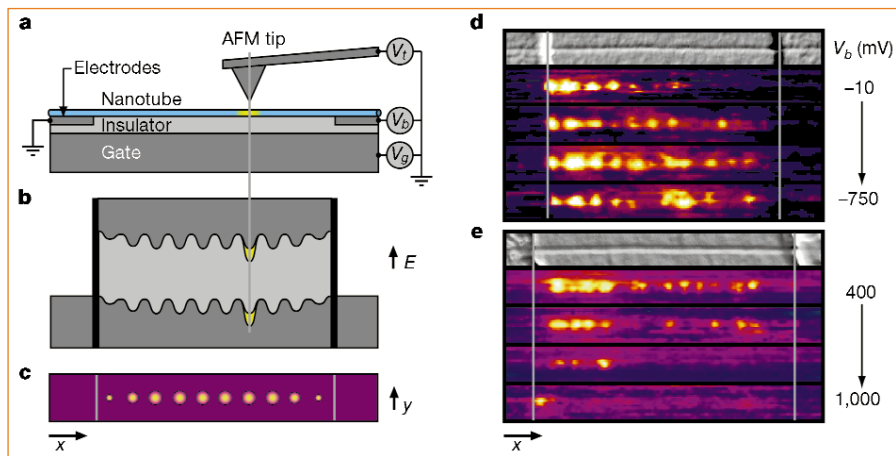 a
AFM tip
V_t
Electrodes
Nanotube
V_b
Insulator
Gate
V_g
b
E
c
y
x
d
V_b (mV)
–10
–750
e
400
1,000
x